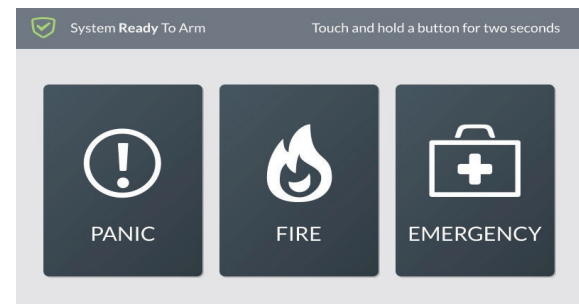 System Ready To Arm
Touch and hold a button for two seconds
PANIC
FIRE
EMERGENCY